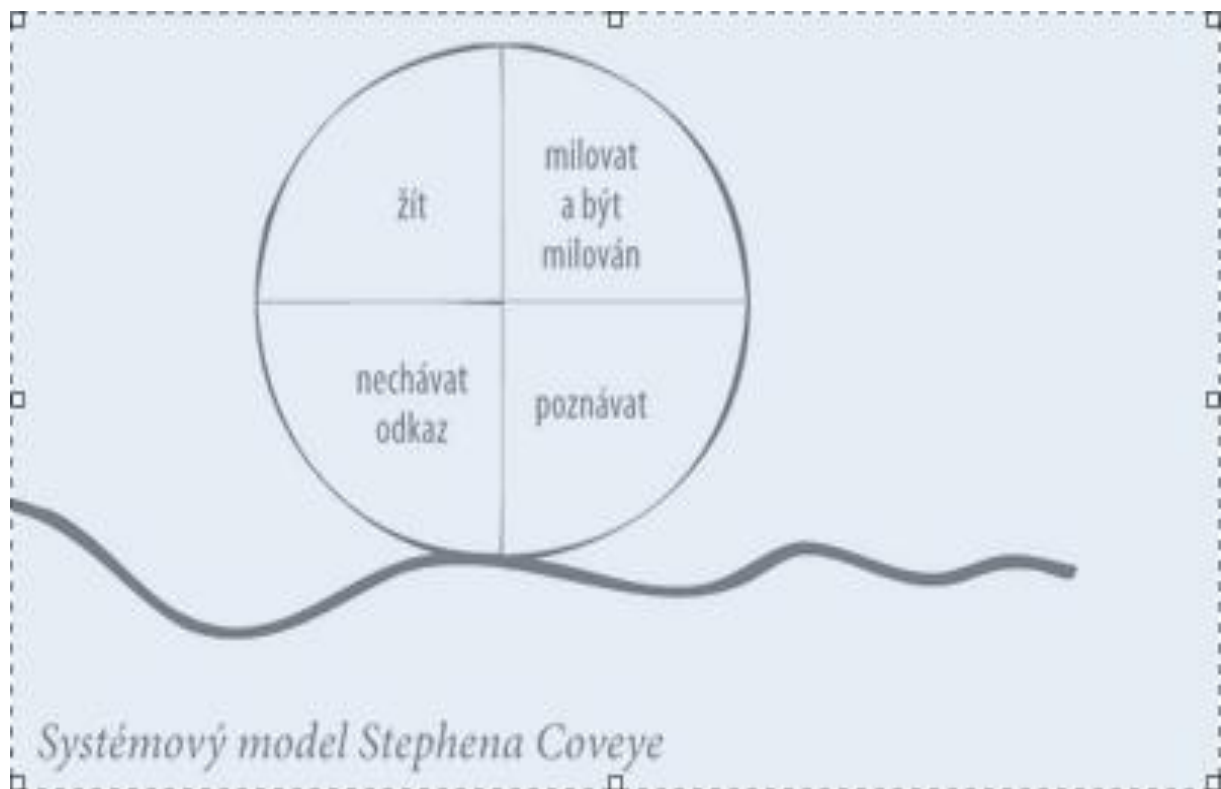 žít
milovat
a být
milován
nechávat
odkaz
poznávat
Systémový model Stephena Coveye